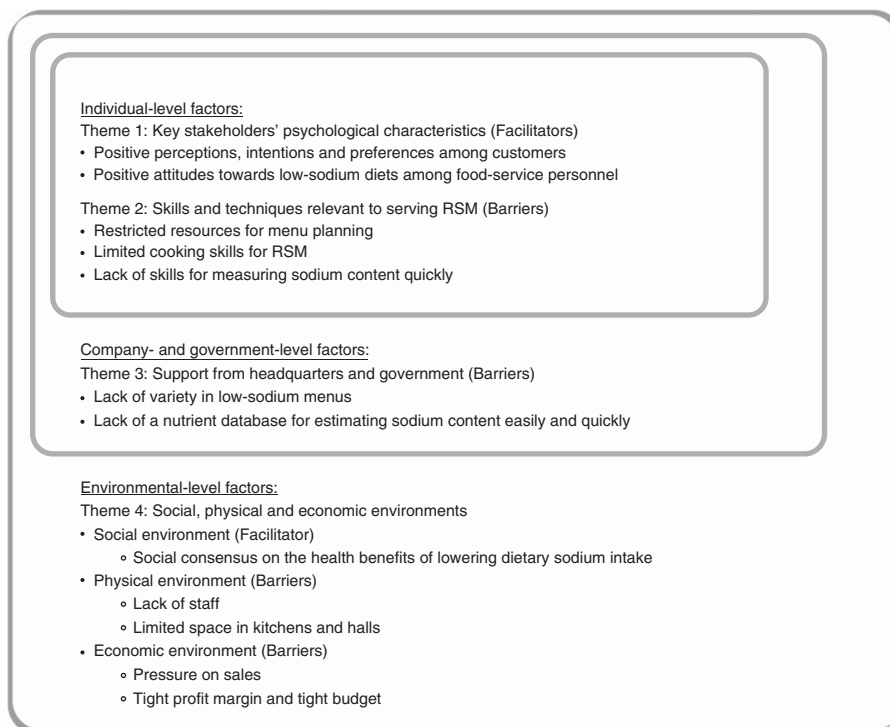 Individual-level factors:
Theme 1: Key stakeholders' psychological characteristics (Facilitators)
• Positive perceptions, intentions and preferences among customers
• Positive attitudes towards low-sodium diets among food-service personnel
Theme 2: Skills and techniques relevant to serving RSM (Barriers)
• Restricted resources for menu planning
• Limited cooking skills for RSM
• Lack of skills for measuring sodium content quickly
Company- and government-level factors:
Theme 3: Support from headquarters and government (Barriers)
• Lack of variety in low-sodium menus
• Lack of a nutrient database for estimating sodium content easily and quickly
Environmental-level factors:
Theme 4: Social, physical and economic environments
• Social environment (Facilitator)
∘ Social consensus on the health benefits of lowering dietary sodium intake
• Physical environment (Barriers)
∘ Lack of staff
∘ Limited space in kitchens and halls
• Economic environment (Barriers)
∘ Pressure on sales
∘ Tight profit margin and tight budget